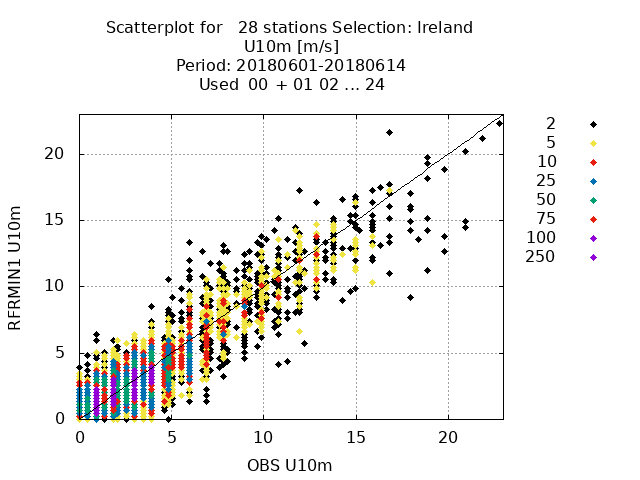 Scatterplot for   28 stations Selection: Ireland
U10m [m/s]
Period: 20180601-20180614
Used  00 + 01 02 ... 24
RFRMIN1 U10m
20
15
10
5
0
0 5 10 15 20
OBS U10m
2
5
10
25
50
75
100
250